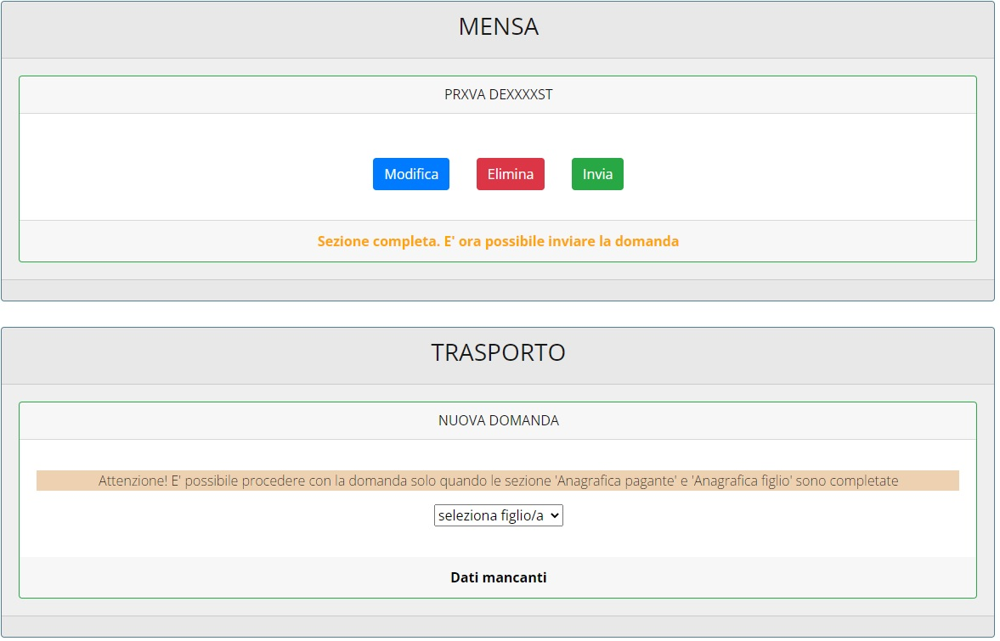 MENSA
PRXVA DEXXXXST
Modifica Elimina Invia
Sezione completa. E' ora possibile inviare la domanda
TRASPORTO
NUOVA DOMANDA
Attenzione! E' possibile procedere con la domanda solo quando le sezione 'Anagrafica pagante' e 'Anagrafica figlio' sono completate
seleziona figlio/a
Dati mancanti